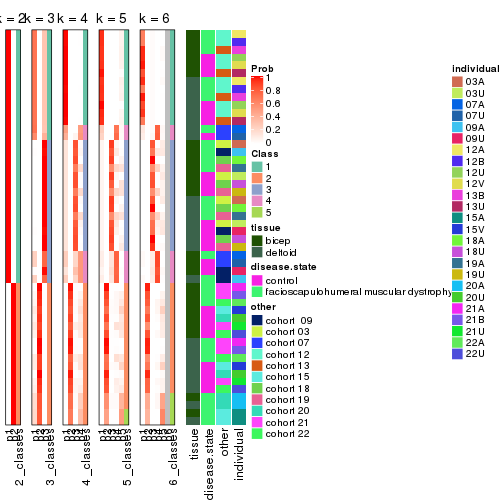 k = 2
k = 3
k = 4
k = 5
k = 6
Prob
1
0.8
0.6
0.4
0.2
0
Class
1
2
3
4
5
tissue
bicep
deltoid
disease.state
control
facioscapulohumeral muscular dystrophy
other
cohort 09
cohort 03
cohort 07
cohort 12
cohort 13
cohort 15
cohort 18
cohort 19
cohort 20
cohort 21
cohort 22
individual
03A
03U
07A
07U
09A
09U
12A
12B
12U
12V
13B
13U
15A
15V
18A
18U
19A
19U
20A
20U
21A
21B
21U
22A
22U
2_classes
3_classes
4_classes
5_classes
6_classes
tissue
disease.state
other
individual